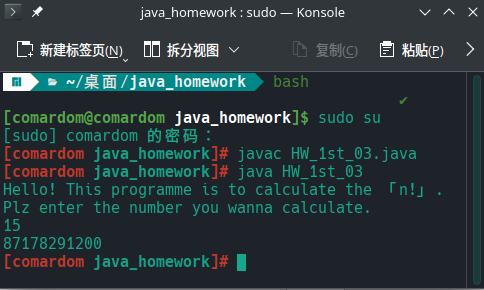 java_homework : sudo — Konsole
新建标签页(N) 拆分视图 复制(C) 粘贴(P)
~/桌面/java_homework bash
✔
[comardom@comardom java_homework]$ sudo su
[sudo] comardom 的密码：
[comardom java_homework]# javac HW_1st_03.java
[comardom java_homework]# java HW_1st_03
Hello! This programme is to calculate the 「n!」.
Plz enter the number you wanna calculate.
15
87178291200
[comardom java_homework]#